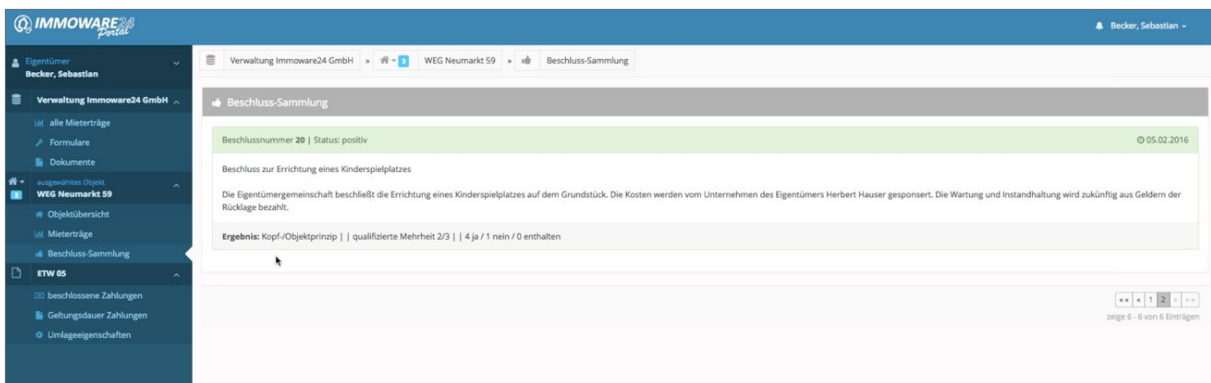 IMMOWARE24
Portal
Becker, Sebastian
Eigentümer
Becker, Sebastian
Verwaltung Immoware24 GmbH
alle Mieterträge
Formulare
Dokumente
ausgewähltes Objekt
3 WEG Neumarkt 59
Objektübersicht
Mieterträge
Beschluss-Sammlung
ETW 05
beschlossene Zahlungen
Geltungsdauer Zahlungen
Umlageeigenschaften
Verwaltung Immoware24 GmbH » 3 WEG Neumarkt 59 » Beschluss-Sammlung
Beschluss-Sammlung
Beschlussnummer 20 | Status: positiv 05.02.2016
Beschluss zur Errichtung eines Kinderspielplatzes
Die Eigentümergemeinschaft beschließt die Errichtung eines Kinderspielplatzes auf dem Grundstück. Die Kosten werden vom Unternehmen des Eigentümers Herbert Hauser gesponsert. Die Wartung und Instandhaltung wird zukünftig aus Geldern der
Rücklage bezahlt.
Ergebnis: Kopf-/Objektprinzip | | qualifizierte Mehrheit 2/3 | | 4 ja / 1 nein / 0 enthalten
«« « 1 2 » »»
zeige 6 - 6 von 6 Einträgen